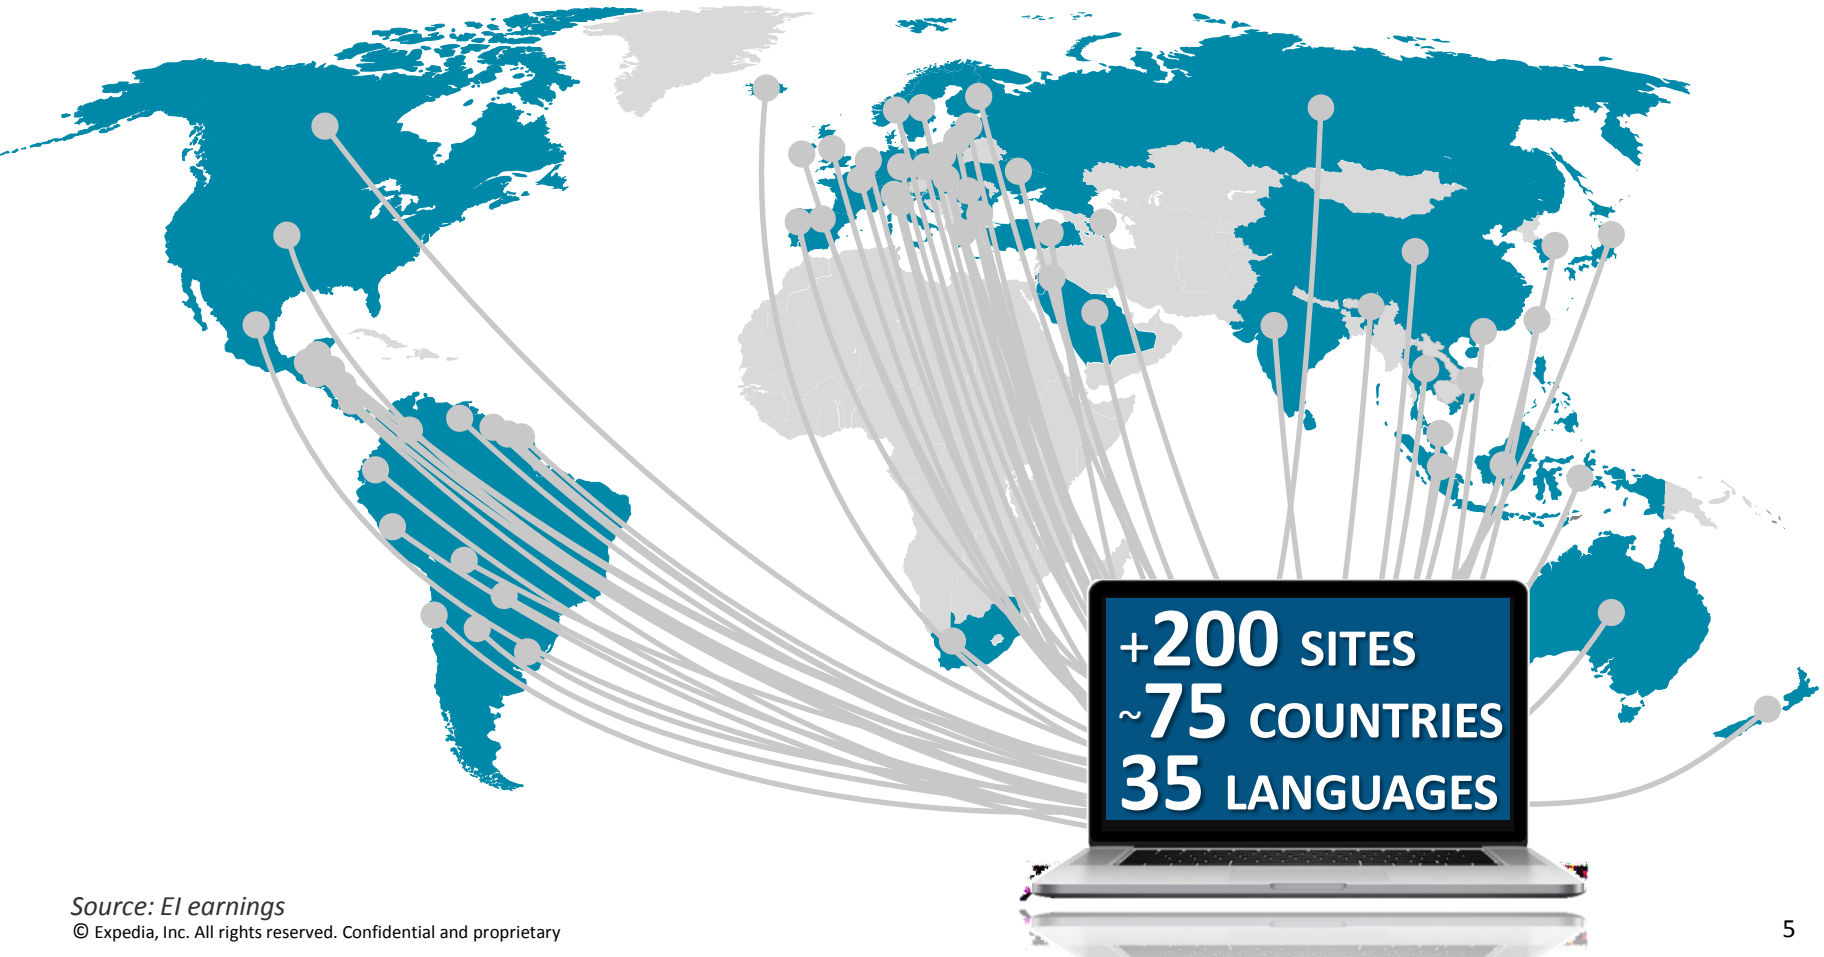 +200 SITES
~75 COUNTRIES
35 LANGUAGES
Source: EI earnings
© Expedia, Inc. All rights reserved. Confidential and proprietary
5